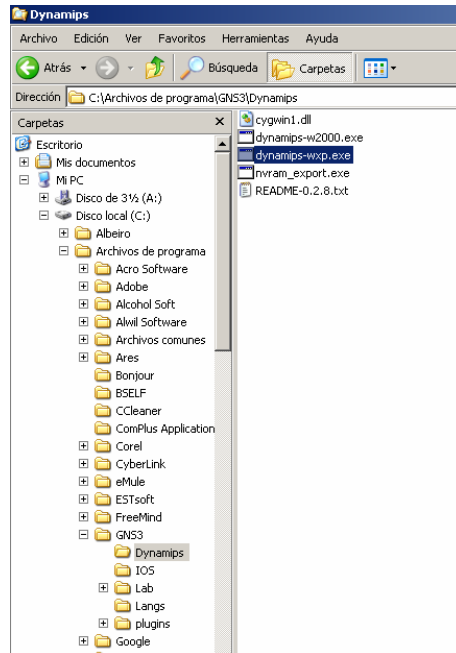 Dynamips
Archivo Edición Ver Favoritos Herramientas Ayuda
Atrás Búsqueda Carpetas
Dirección C:\Archivos de programa\GNS3\Dynamips
Carpetas
Escritorio
Mis documentos
Mi PC
Disco de 3½ (A:)
Disco local (C:)
Albeiro
Archivos de programa
Acro Software
Adobe
Alcohol Soft
Alwil Software
Archivos comunes
Ares
Bonjour
BSELF
CCleaner
ComPlus Application
Corel
CyberLink
eMule
ESTsoft
FreeMind
GNS3
Dynamips
IOS
Lab
Langs
plugins
Google
cygwin1.dll
dynamips-w2000.exe
dynamips-wxp.exe
nvram_export.exe
README-0.2.8.txt